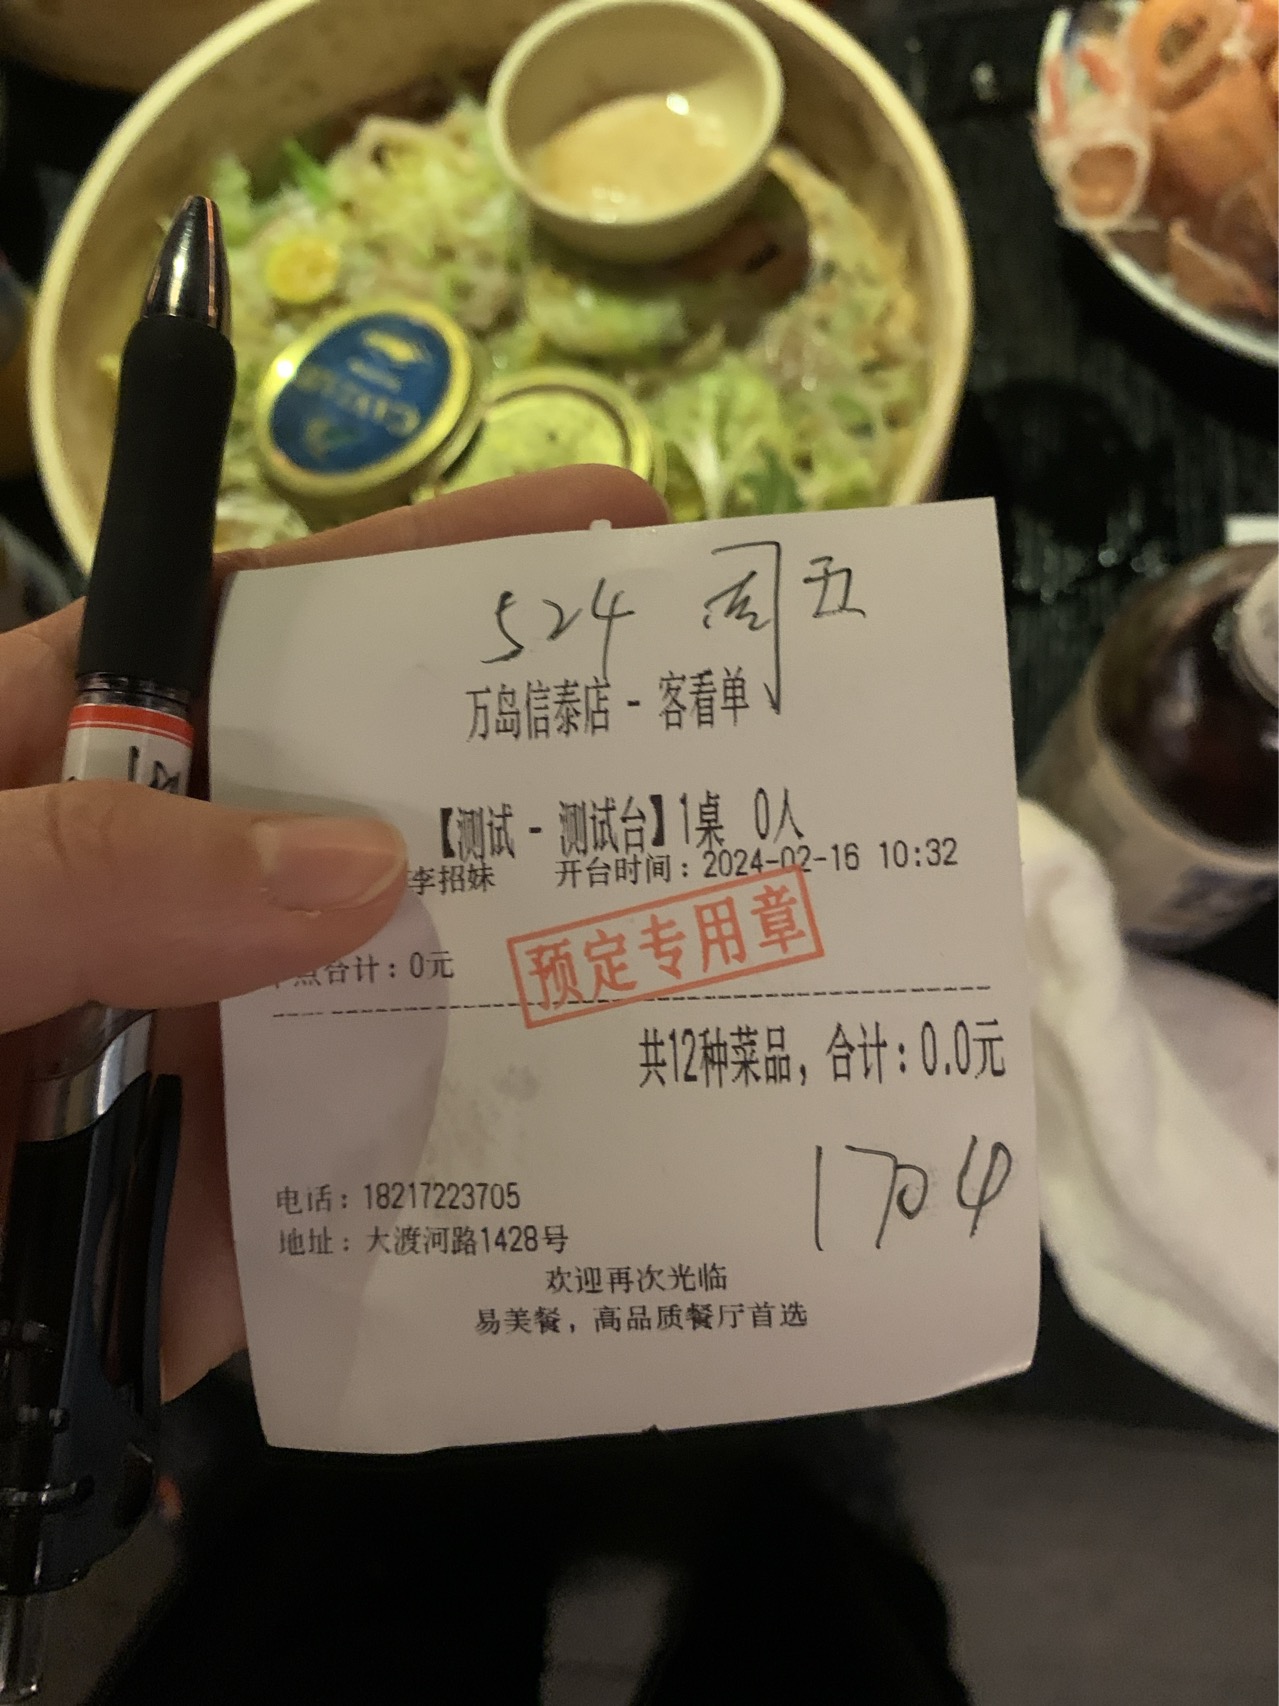 CAVIAR
524 周五
万岛信泰店 - 客看单
【测试 - 测试台】1桌 0人
李招妹 开台时间：2024-02-16 10:32
预定专用章
点合计：0元
共12种菜品，合计：0.0元
1704
电话：18217223705
地址：大渡河路1428号
欢迎再次光临
易美餐，高品质餐厅首选